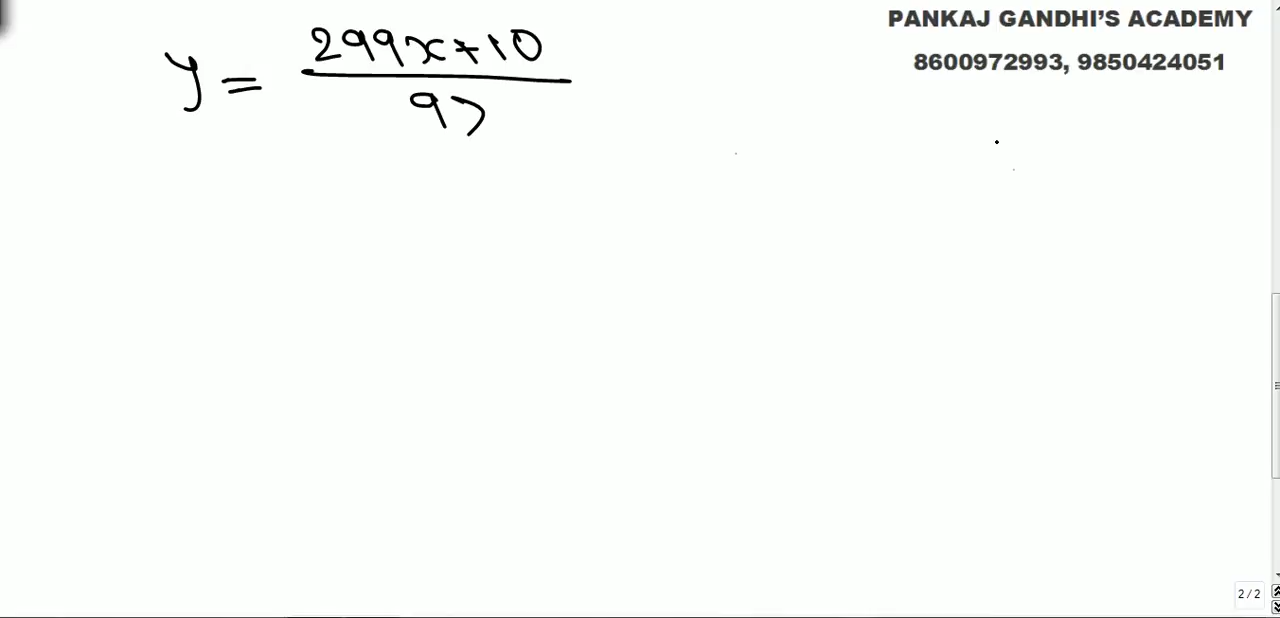 PANKAJ GANDHI'S ACADEMY
8600972993, 9850424051
y = 299x+10
97
2/2